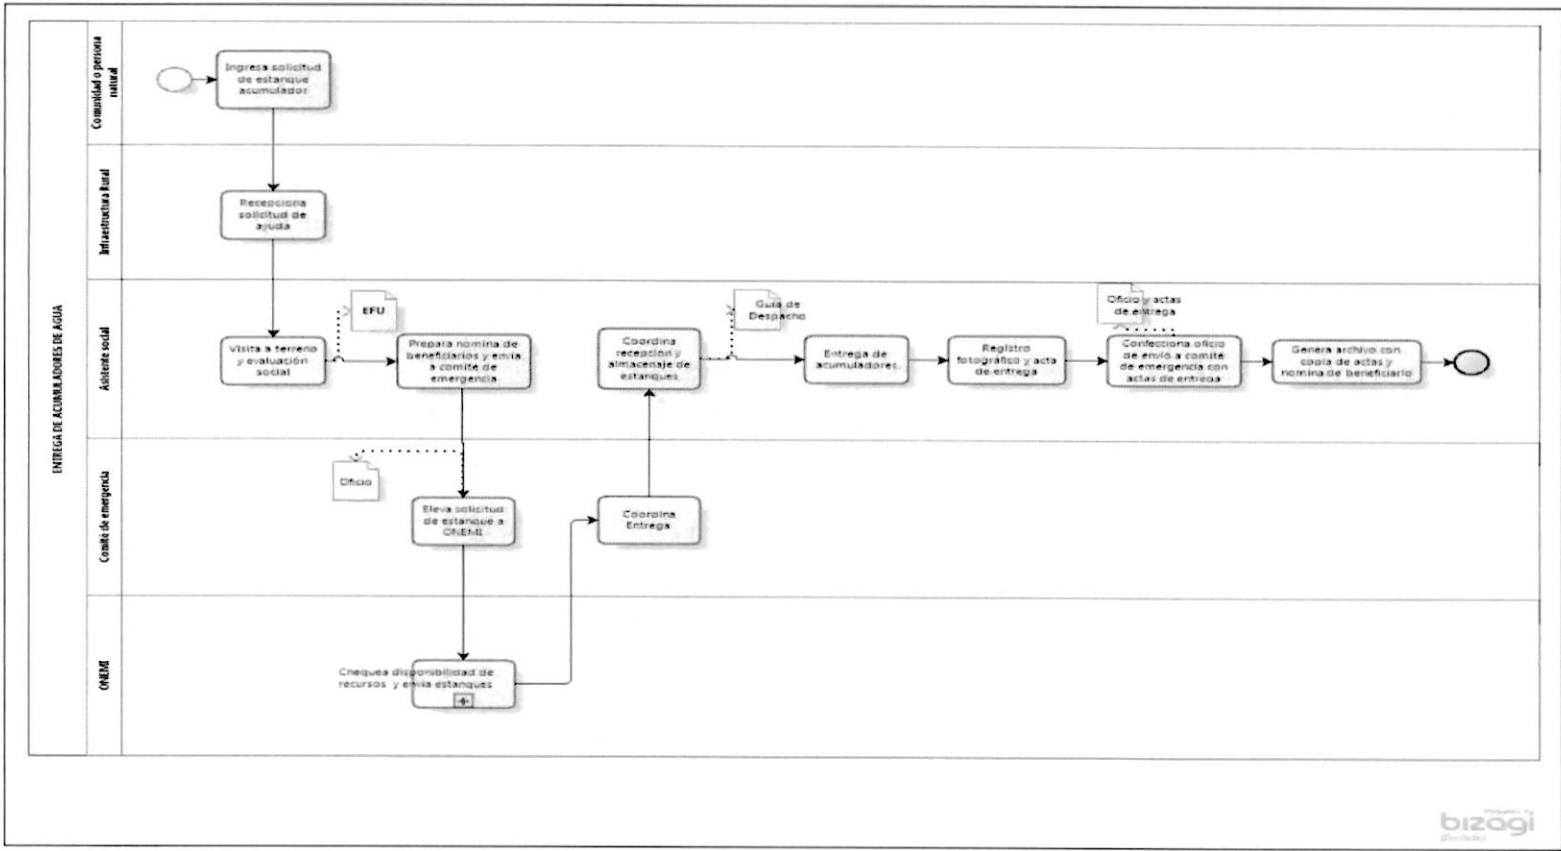 ENTREGA DE ACUMULADORES DE AGUA
Comunidad o persona
natural
Ingresa solicitud
de estanque
acumulador
Infraestructura Rural
Recepciona
solicitud de
ayuda
Asistente social
Visita a terreno
y evaluación
social
EFU
Prepara nomina de
beneficiarios y envia
a comité de
emergencia
Coordina
recepción y
almacenaje de
estanques
Guia de
Despacho
Entrega de
acumuladores
Registro
fotográfico y acta
de entrega
Oficio y actas
de entrega
Confecciona oficio
de envió a comité
de emergencia con
actas de entrega
Genera archivo con
copia de actas y
nomina de beneficiario
Comité de emergencia
Oficio
Eleva solicitud
de estanque a
ONEMI
Coordina
Entrega
ONEMI
Chequea disponibilidad de
recursos y envia estanques
bizagi